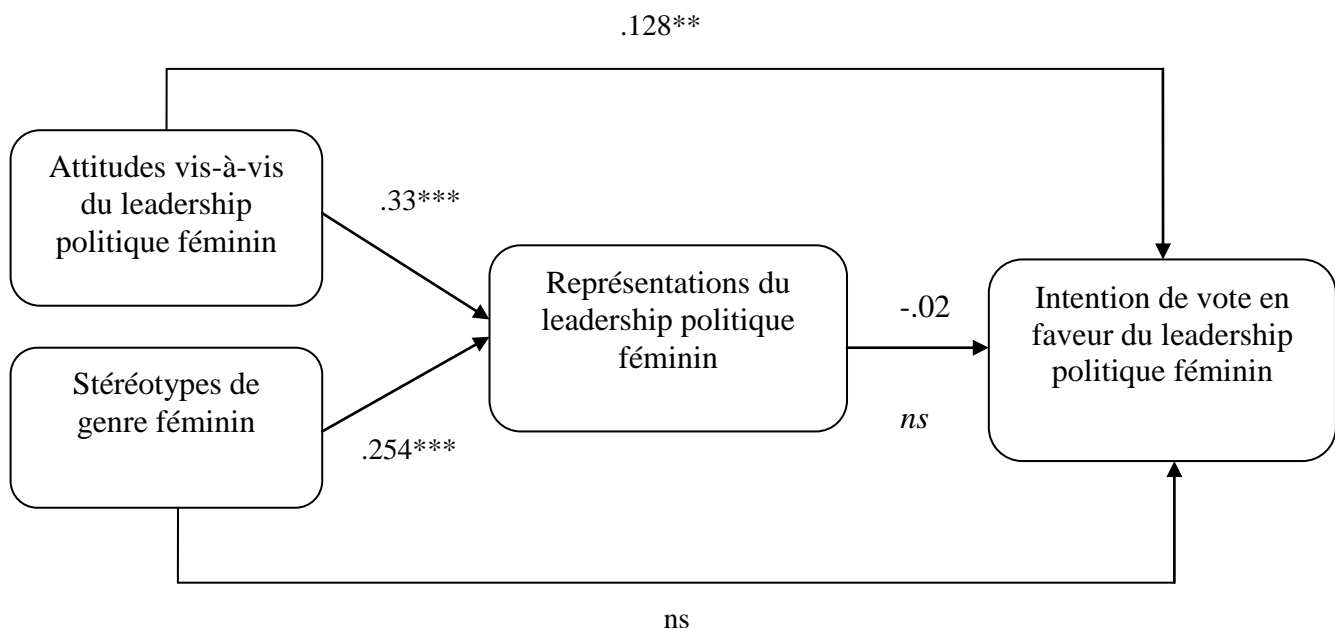 .128**
Attitudes vis-à-vis
du leadership
politique féminin
.33***
Représentations du
leadership politique
féminin
-.02
ns
Intention de vote en
faveur du leadership
politique féminin
Stéréotypes de
genre féminin
.254***
ns